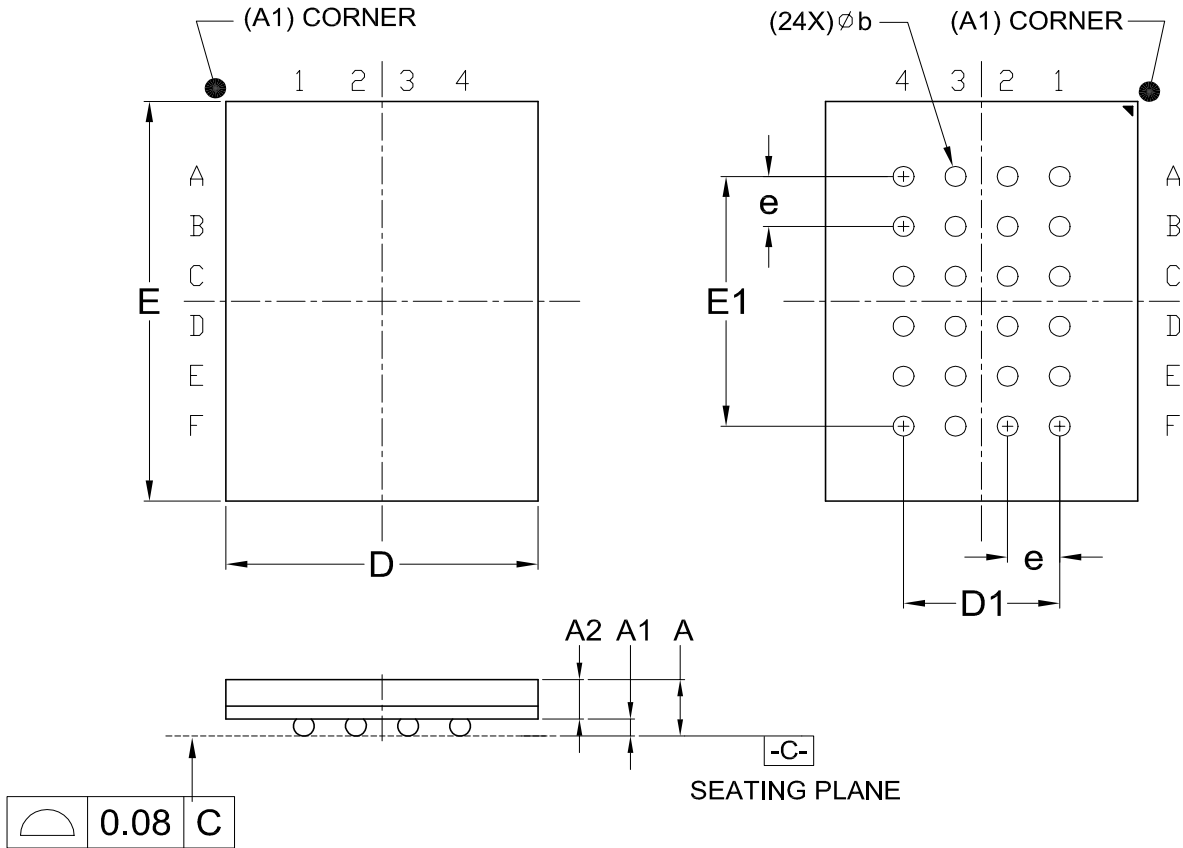 (A1) CORNER
(24X)⌀b
(A1) CORNER
1 2 3 4
4 3 2 1
A
B
C
D
E
F
E
D
A
B
C
D
E
F
e
E1
e
D1
A2 A1 A
-C-
SEATING PLANE
0.08 C